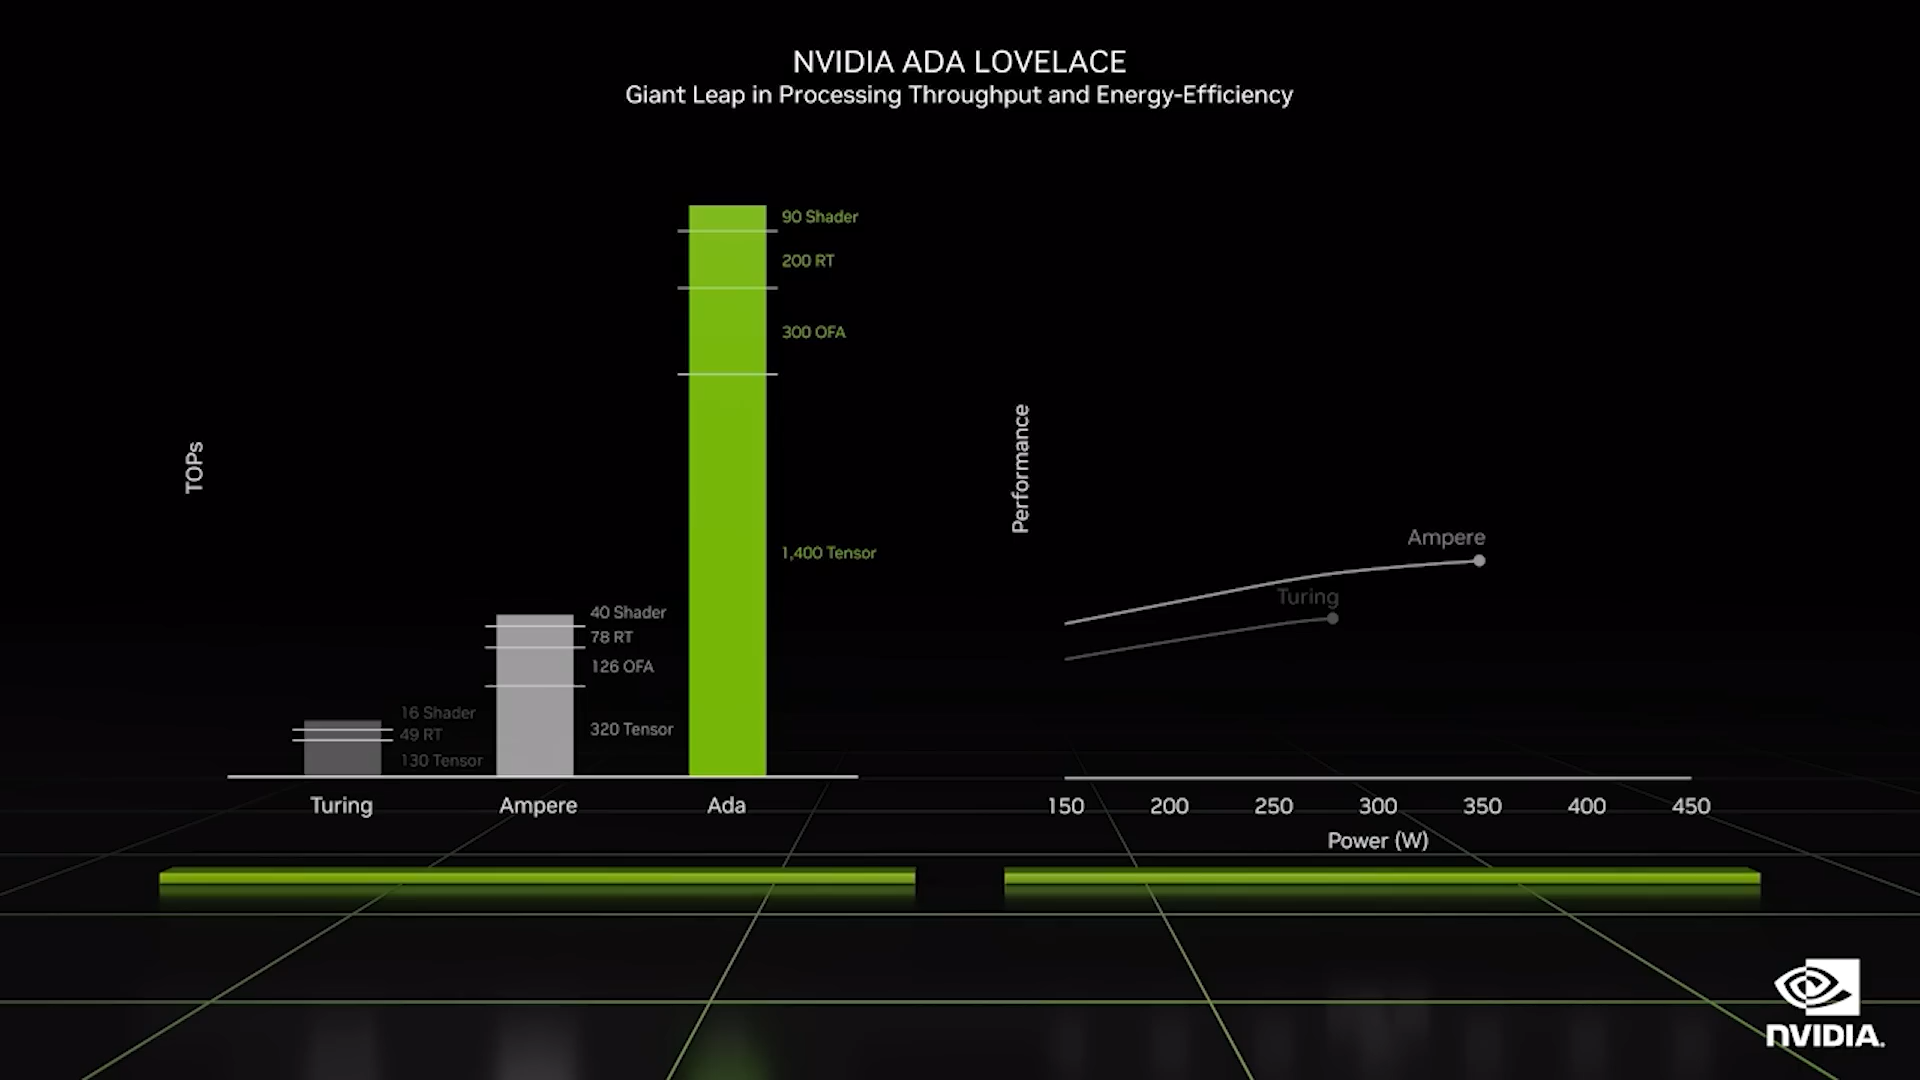 NVIDIA ADA LOVELACE
Giant Leap in Processing Throughput and Energy-Efficiency
TOPs
90 Shader
200 RT
300 OFA
1,400 Tensor
40 Shader
78 RT
126 OFA
320 Tensor
16 Shader
49 RT
130 Tensor
Turing Ampere Ada
Performance
Ampere
Turing
150 200 250 300 350 400 450
Power (W)
NVIDIA.